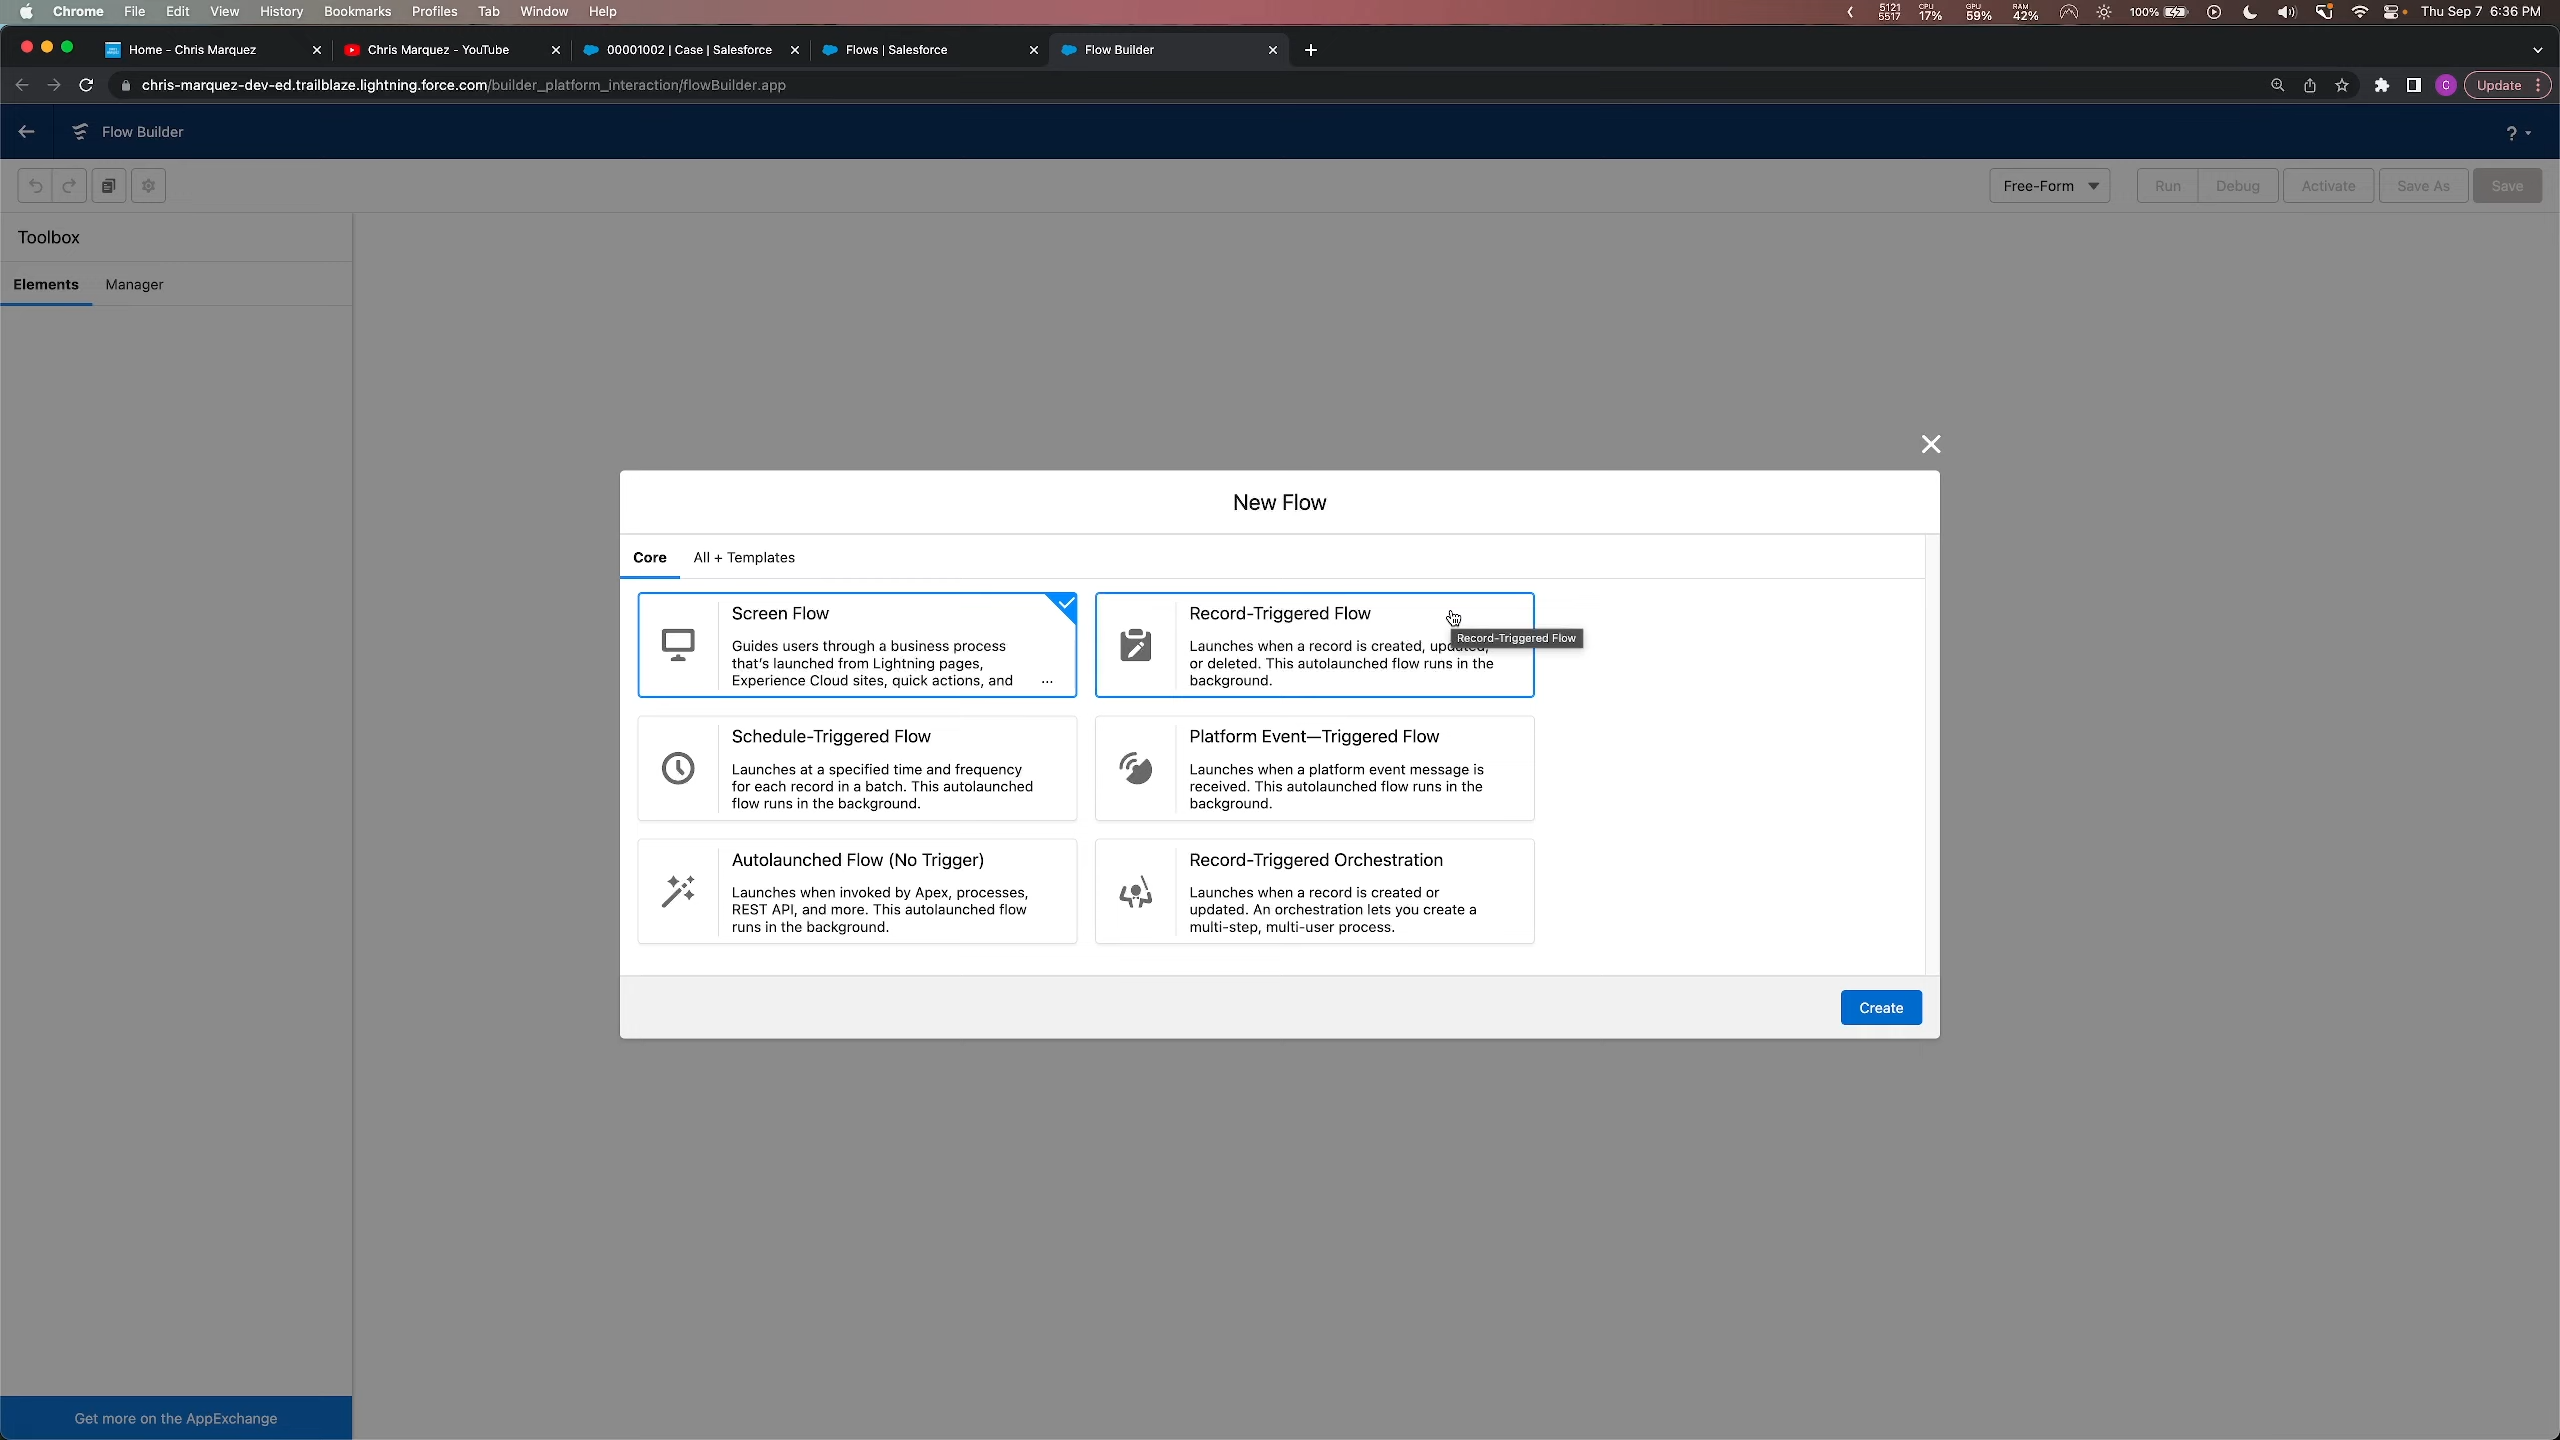 Chrome File Edit View History Bookmarks Profiles Tab Window Help 5121 5517 CPU 17% GPU 59% RAM 42% 100% Thu Sep 7 6:36 PM
Home - Chris Marquez Chris Marquez - YouTube 00001002 | Case | Salesforce Flows | Salesforce Flow Builder
chris-marquez-dev-ed.trailblaze.lightning.force.com/builder_platform_interaction/flowBuilder.app C Update
Flow Builder ?
Free-Form Run Debug Activate Save As Save
Toolbox
Elements Manager
New Flow
Core All + Templates
Screen Flow
Guides users through a business process
that's launched from Lightning pages,
Experience Cloud sites, quick actions, and ...
Record-Triggered Flow
Record-Triggered Flow
Launches when a record is created, updated,
or deleted. This autolaunched flow runs in the
background.
Schedule-Triggered Flow
Launches at a specified time and frequency
for each record in a batch. This autolaunched
flow runs in the background.
Platform Event—Triggered Flow
Launches when a platform event message is
received. This autolaunched flow runs in the
background.
Autolaunched Flow (No Trigger)
Launches when invoked by Apex, processes,
REST API, and more. This autolaunched flow
runs in the background.
Record-Triggered Orchestration
Launches when a record is created or
updated. An orchestration lets you create a
multi-step, multi-user process.
Create
Get more on the AppExchange